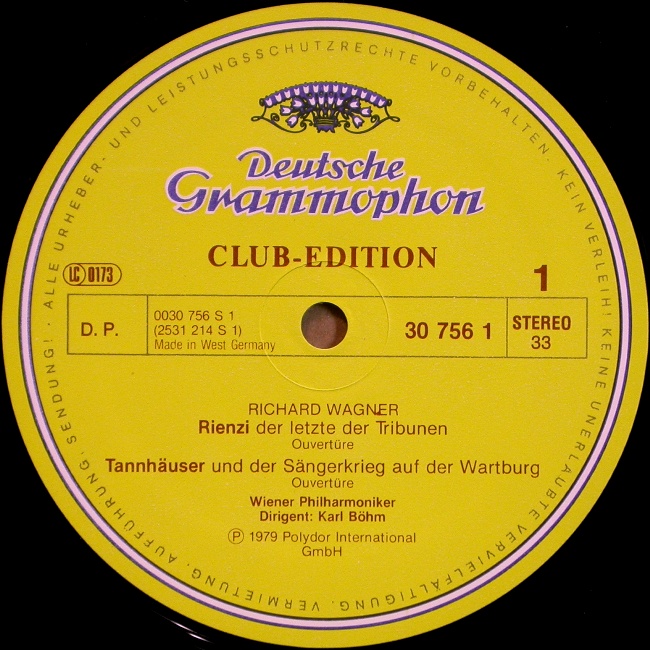 ALLE URHEBER- UND LEISTUNGSSCHUTZRECHTE VORBEHALTEN. KEIN VERLEIH! KEINE UNERLAUBTE VERVIELFÄLTIGUNG, VERMIETUNG, AUFFÜHRUNG, SENDUNG! ·
Deutsche
Grammophon
CLUB-EDITION
LC 0173
1
D. P.
0030 756 S 1
(2531 214 S 1)
Made in West Germany
30 756 1
STEREO
33
RICHARD WAGNER
Rienzi der letzte der Tribunen
Ouvertüre
Tannhäuser und der Sängerkrieg auf der Wartburg
Ouvertüre
Wiener Philharmoniker
Dirigent: Karl Böhm
Ⓟ 1979 Polydor International
GmbH